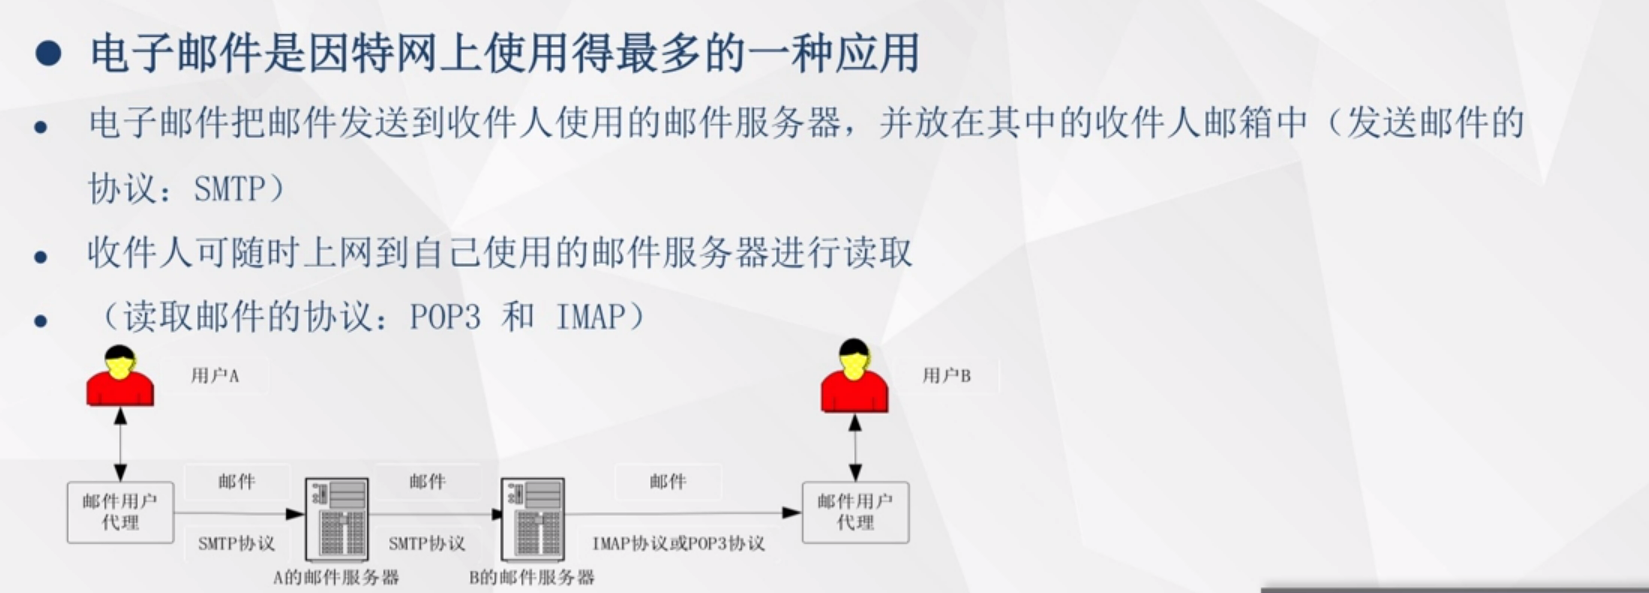 电子邮件是因特网上使用得最多的一种应用
电子邮件把邮件发送到收件人使用的邮件服务器，并放在其中的收件人邮箱中（发送邮件的
协议：SMTP）
收件人可随时上网到自己使用的邮件服务器进行读取
（读取邮件的协议：POP3 和 IMAP）
用户A
用户B
邮件用户
代理
邮件
SMTP协议
A的邮件服务器
邮件
SMTP协议
B的邮件服务器
邮件
IMAP协议或POP3协议
邮件用户
代理